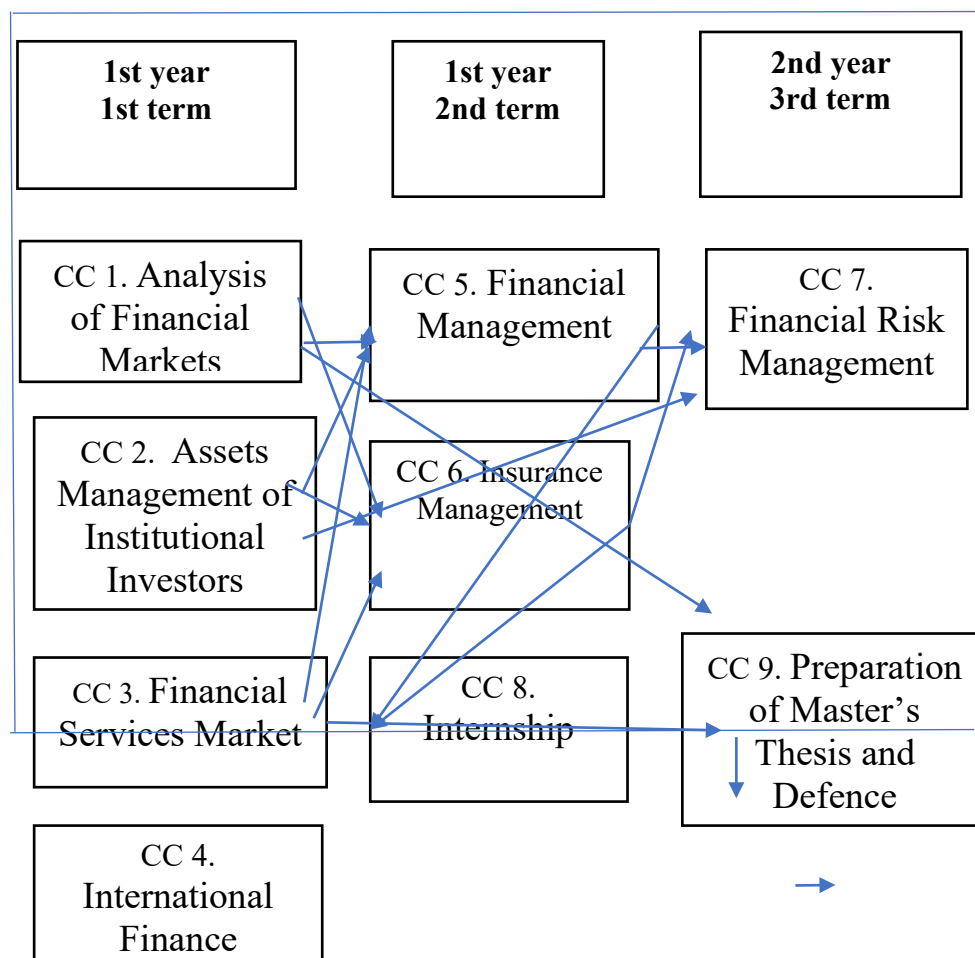 1st year
1st term
1st year
2nd term
2nd year
3rd term
CC 1. Analysis
of Financial
Markets
CC 5. Financial
Management
CC 7.
Financial Risk
Management
CC 2. Assets
Management of
Institutional
Investors
CC 6. Insurance
Management
CC 3. Financial
Services Market
CC 8.
Internship
CC 9. Preparation
of Master’s
Thesis and
Defence
CC 4.
International
Finance